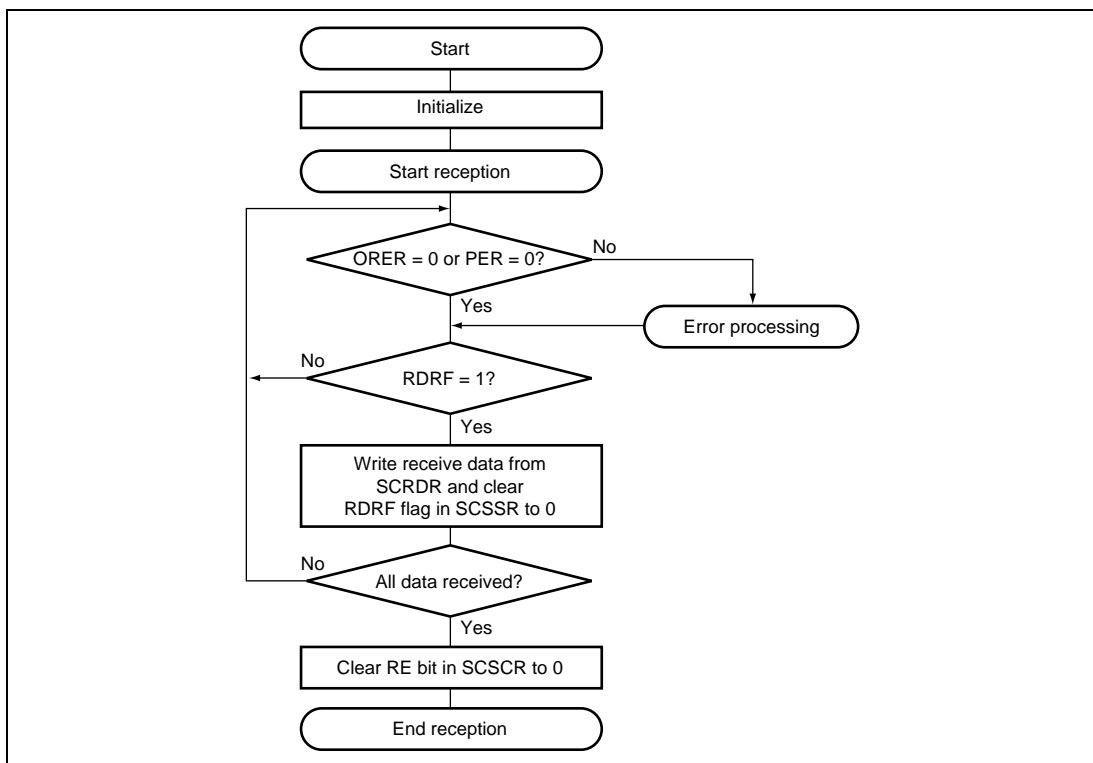 Start
Initialize
Start reception
ORER = 0 or PER = 0?
No
Yes
Error processing
No
RDRF = 1?
Yes
Write receive data from
SCRDR and clear
RDRF flag in SCSSR to 0
No
All data received?
Yes
Clear RE bit in SCSCR to 0
End reception